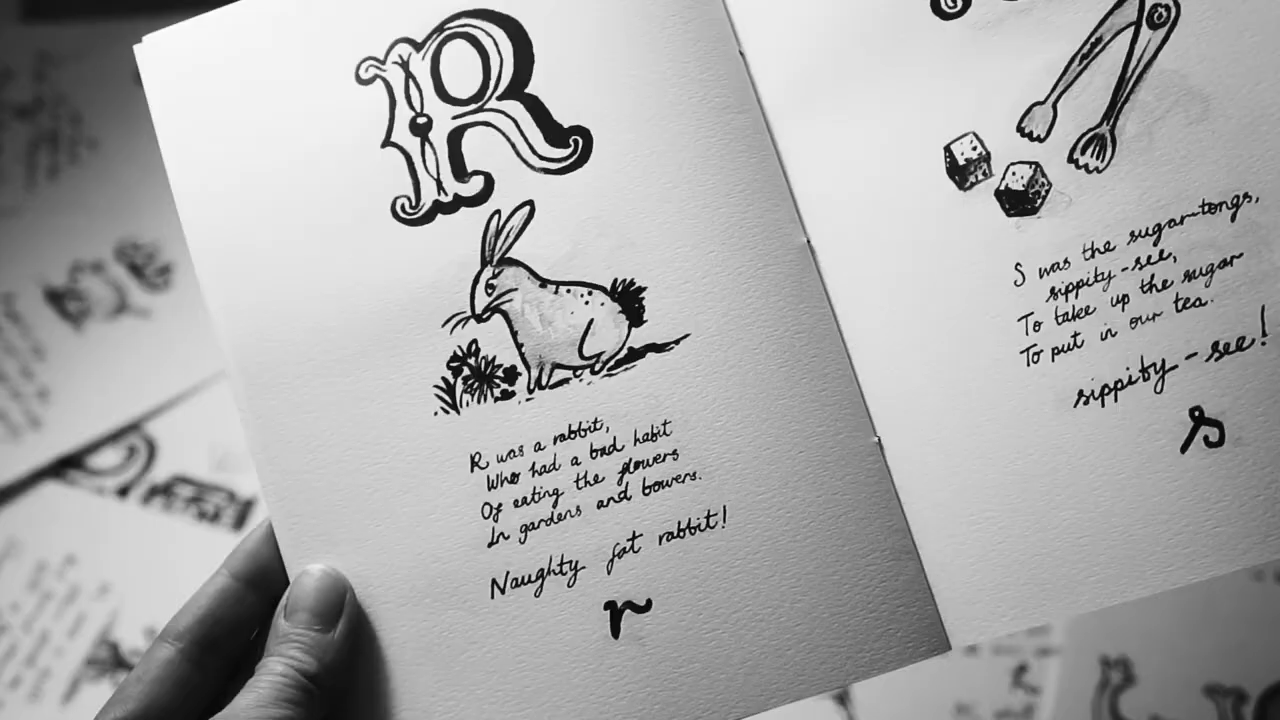 R
R was a rabbit,
Who had a bad habit
Of eating the flowers
In gardens and bowers.
Naughty fat rabbit!
r
S was the sugar-tongs,
sippity-see,
To take up the sugar
To put in our tea.
sippity-see!
s